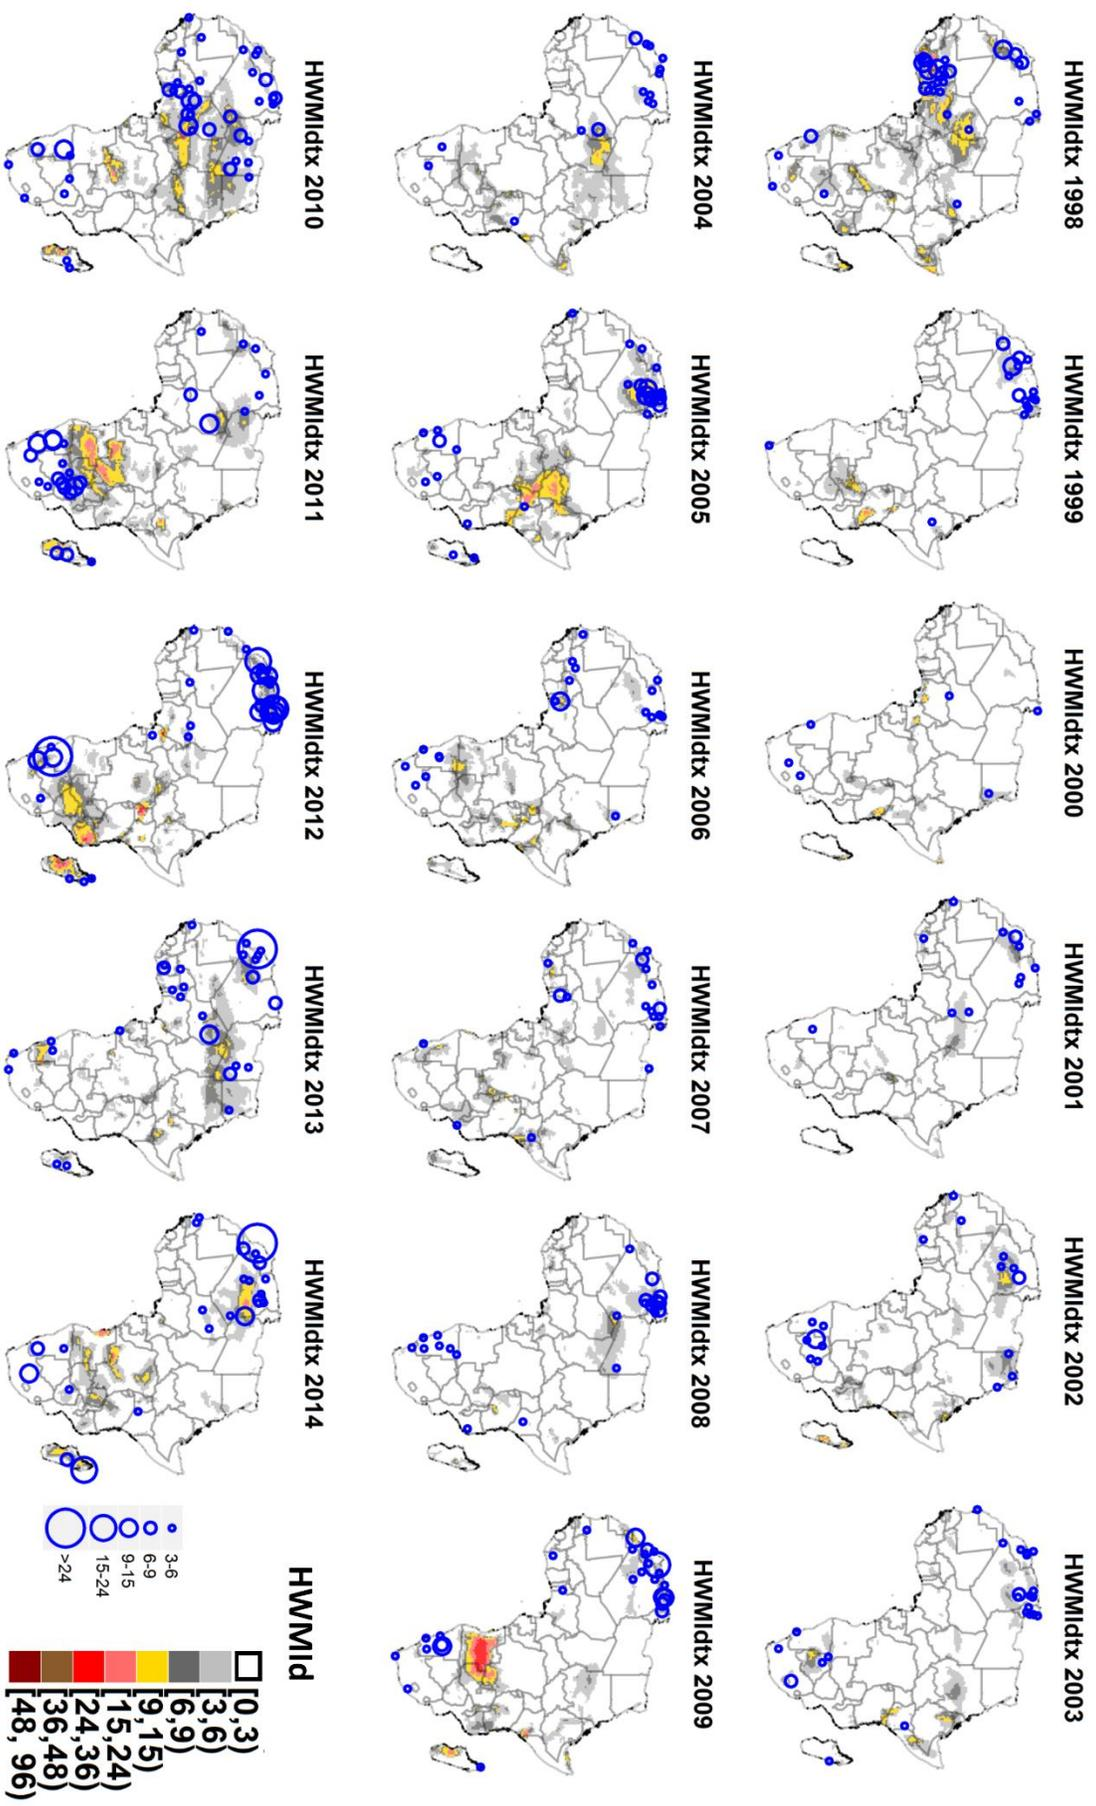 HWMIdtx 1998
HWMIdtx 1999
HWMIdtx 2000
HWMIdtx 2001
HWMIdtx 2002
HWMIdtx 2003
HWMIdtx 2004
HWMIdtx 2005
HWMIdtx 2006
HWMIdtx 2007
HWMIdtx 2008
HWMIdtx 2009
HWMIdtx 2010
HWMIdtx 2011
HWMIdtx 2012
HWMIdtx 2013
HWMIdtx 2014
HWMId
3-6
6-9
9-15
15-24
>24
[0,3)
[3,6)
[6,9)
[9,15)
[15,24)
[24,36)
[36,48)
[48, 96)